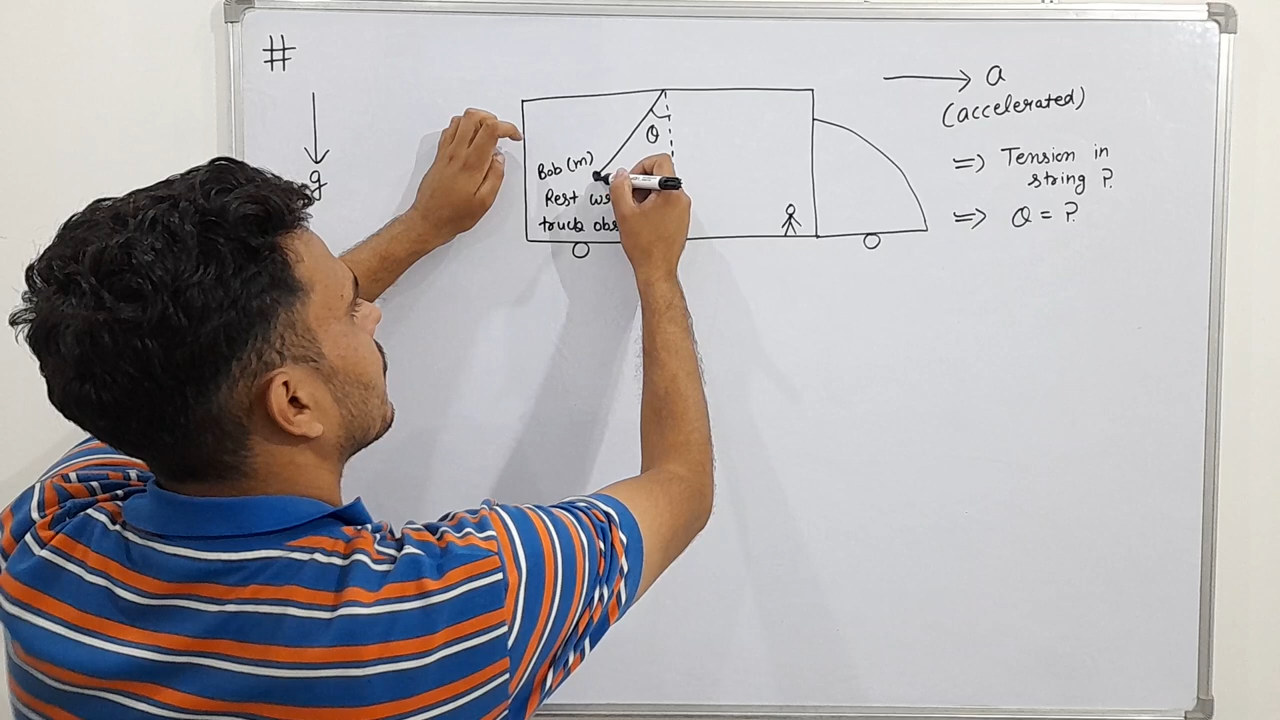 #
g
a
(accelerated)
=) Tension in
string ?
=) θ = ?
θ
Bob (m)
Rest
truck